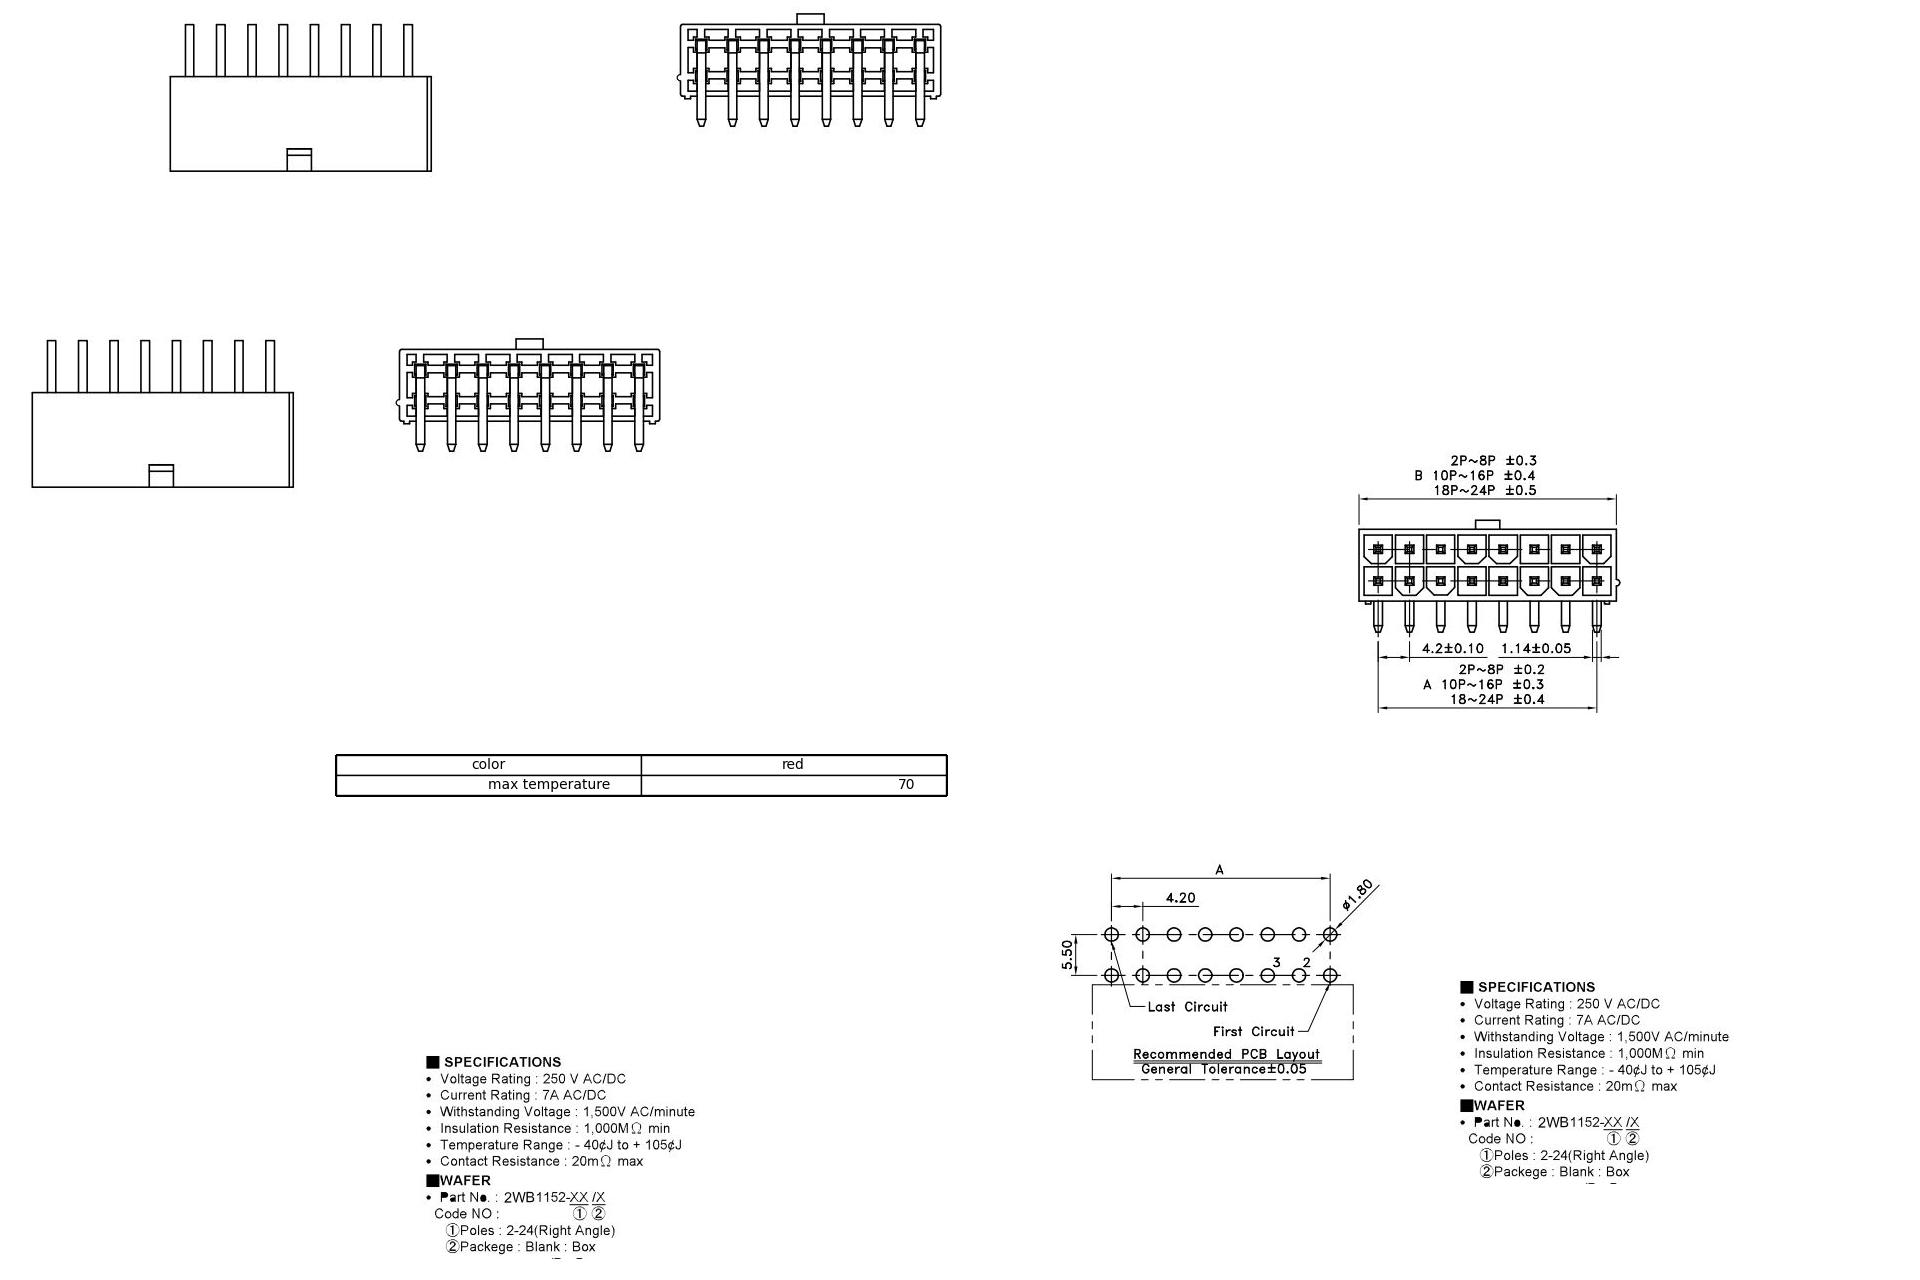 2P~8P ±0.3
B 10P~16P ±0.4
18P~24P ±0.5
4.2±0.10 1.14±0.05
2P~8P ±0.2
A 10P~16P ±0.3
18~24P ±0.4
color red
max temperature 70
A
4.20
ø1.80
5.50
3 2
Last Circuit
First Circuit
Recommended PCB Layout
General Tolerance±0.05
■ SPECIFICATIONS
• Voltage Rating : 250 V AC/DC
• Current Rating : 7A AC/DC
• Withstanding Voltage : 1,500V AC/minute
• Insulation Resistance : 1,000MΩ min
• Temperature Range : - 40¢J to + 105¢J
• Contact Resistance : 20mΩ max
■WAFER
• Part No. : 2WB1152-XX /X
Code NO : ① ②
①Poles : 2-24(Right Angle)
②Packege : Blank : Box
■ SPECIFICATIONS
• Voltage Rating : 250 V AC/DC
• Current Rating : 7A AC/DC
• Withstanding Voltage : 1,500V AC/minute
• Insulation Resistance : 1,000MΩ min
• Temperature Range : - 40¢J to + 105¢J
• Contact Resistance : 20mΩ max
■WAFER
• Part No. : 2WB1152-XX /X
Code NO : ① ②
①Poles : 2-24(Right Angle)
②Packege : Blank : Box